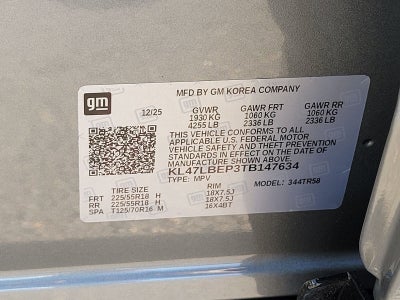 gm
MFD BY GM KOREA COMPANY
12/25 GVWR GAWR FRT GAWR RR
1930 KG 1060 KG 1060 KG
4255 LB 2336 LB 2336 LB
THIS VEHICLE CONFORMS TO ALL
APPLICABLE U.S. FEDERAL MOTOR
VEHICLE SAFETY AND THEFT PREVENTION
STANDARDS IN EFFECT ON THE DATE OF
MANUFACTURE SHOWN ABOVE.
KL47LBEP3TB147634
TYPE: MPV MODEL: 344TR58
TIRE SIZE RIM
FRT 225/55R18 H 18X7.5J
RR 225/55R18 H 18X7.5J
SPA T125/70R16 M 16X4BT